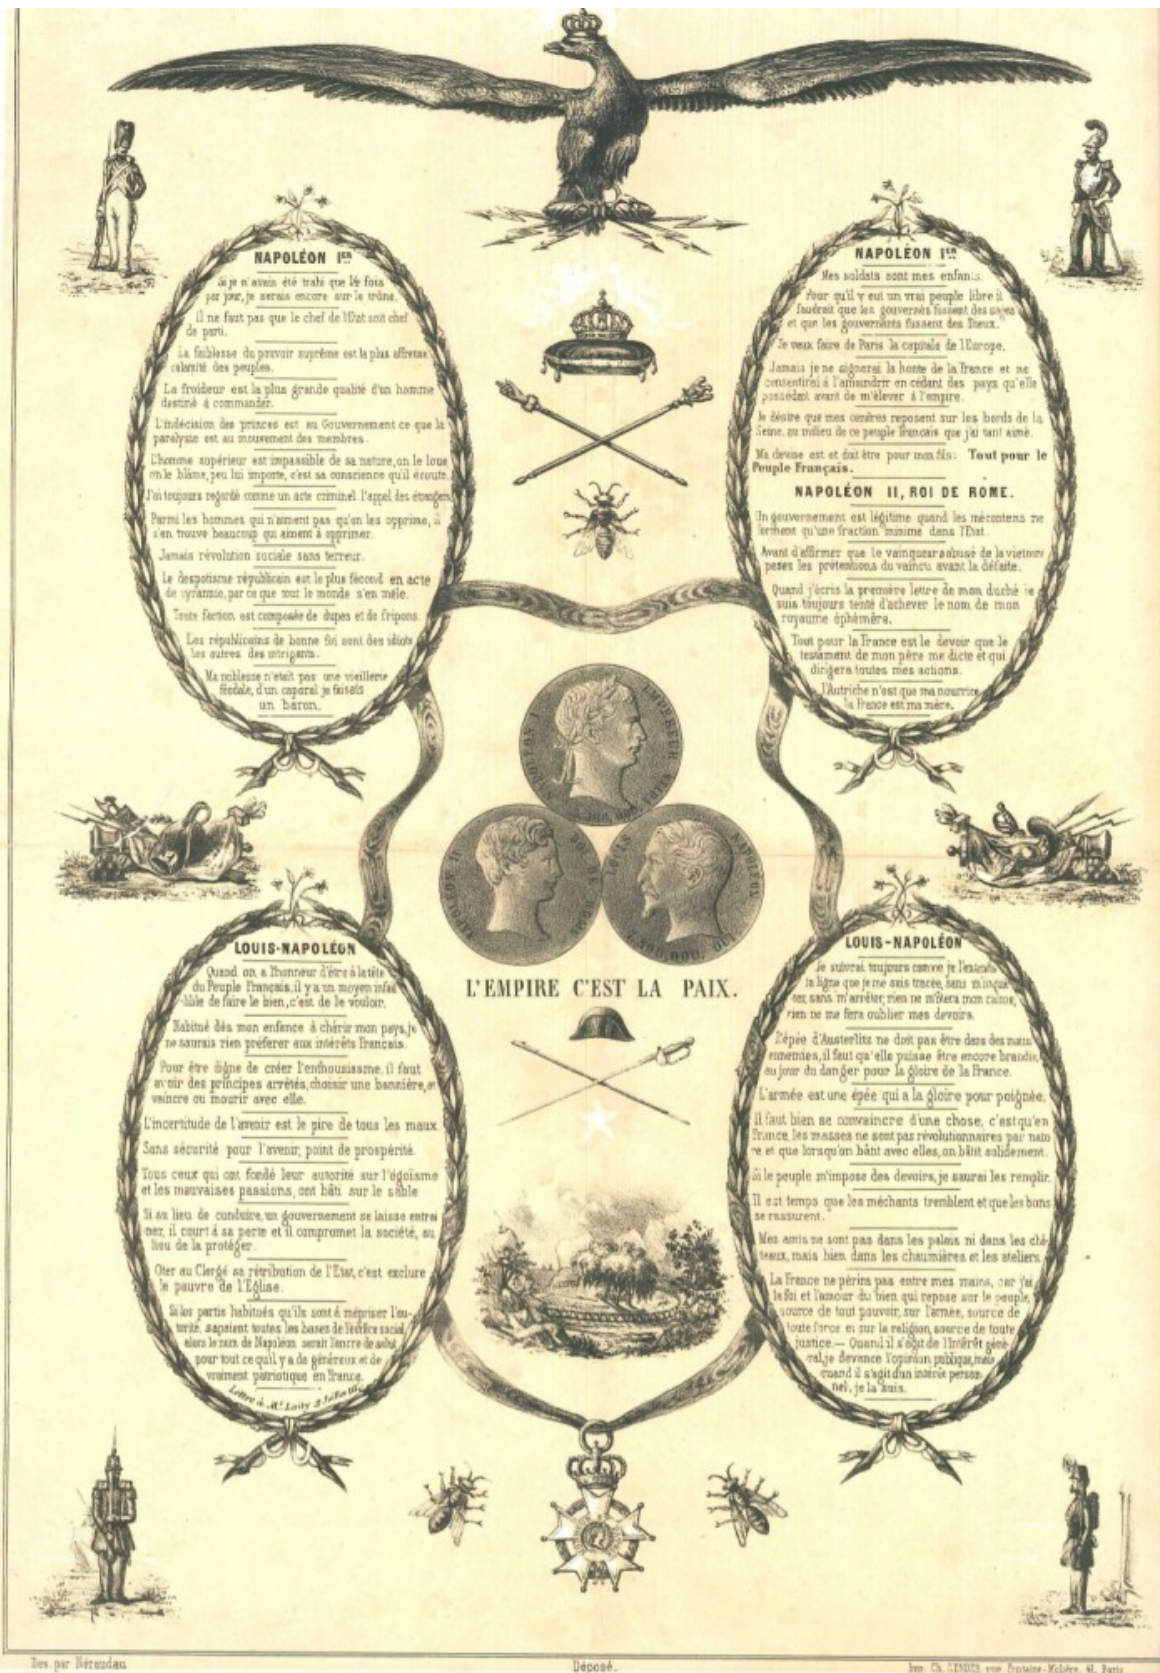 NAPOLÉON IER
Si je n'avais été trahi que 14 fois
par jour, je serais encore sur le trône.
Il ne faut pas que le chef de l'État soit chef
de parti.
La faiblesse du pouvoir suprême est la plus affreuse
calamité des peuples.
La froideur est la plus grande qualité d'un homme
destiné à commander.
L'indécision des princes est au Gouvernement ce que la
paralysie est au mouvement des membres.
L'homme supérieur est impassible de sa nature, on le loue,
on le blâme, peu lui importe, c'est sa conscience qu'il écoute.
J'ai toujours regardé comme un acte criminel l'appel des étrangers.
Parmi les hommes qui n'aiment pas qu'on les opprime, il
s'en trouve beaucoup qui aiment à opprimer.
Jamais révolution sociale sans terreur.
Le despotisme républicain est le plus fécond en acte
de tyrannie, par ce que tout le monde s'en mêle.
Toute faction est composée de dupes et de fripons.
Les républicains de bonne foi sont des idiots
les autres des intrigants.
Ma noblesse n'était pas une vieillerie
féodale, d'un caporal je faisais
un baron.
NAPOLÉON IER
Mes soldats sont mes enfants.
Pour qu'il y eut un vrai peuple libre il
faudrait que les gouvernés fussent des sages
et que les gouvernants fussent des Dieux.
Je veux faire de Paris la capitale de l'Europe.
Jamais je ne signerai la honte de la France et ne
consentirai à l'amoindrir en cédant des pays qu'elle
possédait avant de m'élever à l'empire.
Je désire que mes cendres reposent sur les bords de la
Seine, au milieu de ce peuple français que j'ai tant aimé.
Ma devise est et doit être pour mon fils: Tout pour le
Peuple Français.
NAPOLÉON II, ROI DE ROME.
Un gouvernement est légitime quand les mécontens ne
forment qu'une fraction minime dans l'État.
Avant d'affirmer que le vainqueur a abusé de la victoire
pesez les prétentions du vaincu avant la défaite.
Quand j'écris la première lettre de mon duché je
suis toujours tenté d'achever le nom de mon
royaume éphémère.
Tout pour la France est le devoir que le
testament de mon père me dicte et qui
dirigera toutes mes actions.
L'Autriche n'est que ma nourrice
la France est ma mère.
NAPOLEON I EMPEREUR
NAPOLEON II ROI DE ROME
LOUIS NAPOLEON
L'EMPIRE C'EST LA PAIX.
LOUIS-NAPOLÉON
Quand on a l'honneur d'être à la tête
du Peuple Français, il y a un moyen infail
-lible de faire le bien, c'est de le vouloir.
Habitué dès mon enfance à chérir mon pays, je
ne saurais rien préférer aux intérêts Français.
Pour être digne de créer l'enthousiasme, il faut
avoir des principes arrêtés, choisir une bannière, et
vaincre ou mourir avec elle.
L'incertitude de l'avenir est le pire de tous les maux
Sans sécurité pour l'avenir, point de prospérité.
Tous ceux qui ont fondé leur autorité sur l'égoïsme
et les mauvaises passions, ont bâti sur le sable
Si au lieu de conduire, un gouvernement se laisse entraî
ner, il court à sa perte et il compromet la société, au
lieu de la protéger.
Oter au Clergé sa rétribution de l'Etat, c'est exclure
le pauvre de l'Église.
Si les partis habitués qu'ils sont à mépriser l'au-
torité, sapaient toutes les bases de l'édifice social
alors le nom de Napoléon serait l'ancre de salut
pour tout ce qu'il y a de généreux et de
vraiment patriotique en France.
Lettre à Mr Laity
LOUIS-NAPOLÉON
Je suivrai toujours comme je l'entends
la ligne que je me suis tracée, sans m'inquié
ter, sans m'arrêter, rien ne m'ôtera mon calme,
rien ne me fera oublier mes devoirs.
L'épée d'Austerlitz ne doit pas être dans des mains
ennemies, il faut qu'elle puisse être encore brandie,
au jour du danger pour la gloire de la France.
L'armée est une épée qui a la gloire pour poignée.
Il faut bien se convaincre d'une chose, c'est qu'en
France, les masses ne sont pas révolutionnaires par natu
re et que lorsqu'on bâtit avec elles, on bâtit solidement.
Si le peuple m'impose des devoirs, je saurai les remplir.
Il est temps que les méchants tremblent et que les bons
se rassurent.
Mes amis ne sont pas dans les palais ni dans les châ-
teaux, mais bien dans les chaumières et les ateliers.
La France ne périra pas entre mes mains, car j'ai
la foi et l'amour du bien qui repose sur le peuple,
source de tout pouvoir, sur l'armée, source de
toute force et sur la religion, source de toute
justice. — Quand il s'agit de l'intérêt géné-
ral, je devance l'opinion publique, mais
quand il s'agit d'un intérêt person
nel, je la suis.
Des. par Néraudau
Déposé.
Imp. Ch. rue Fontaine-Molière, 41, Paris